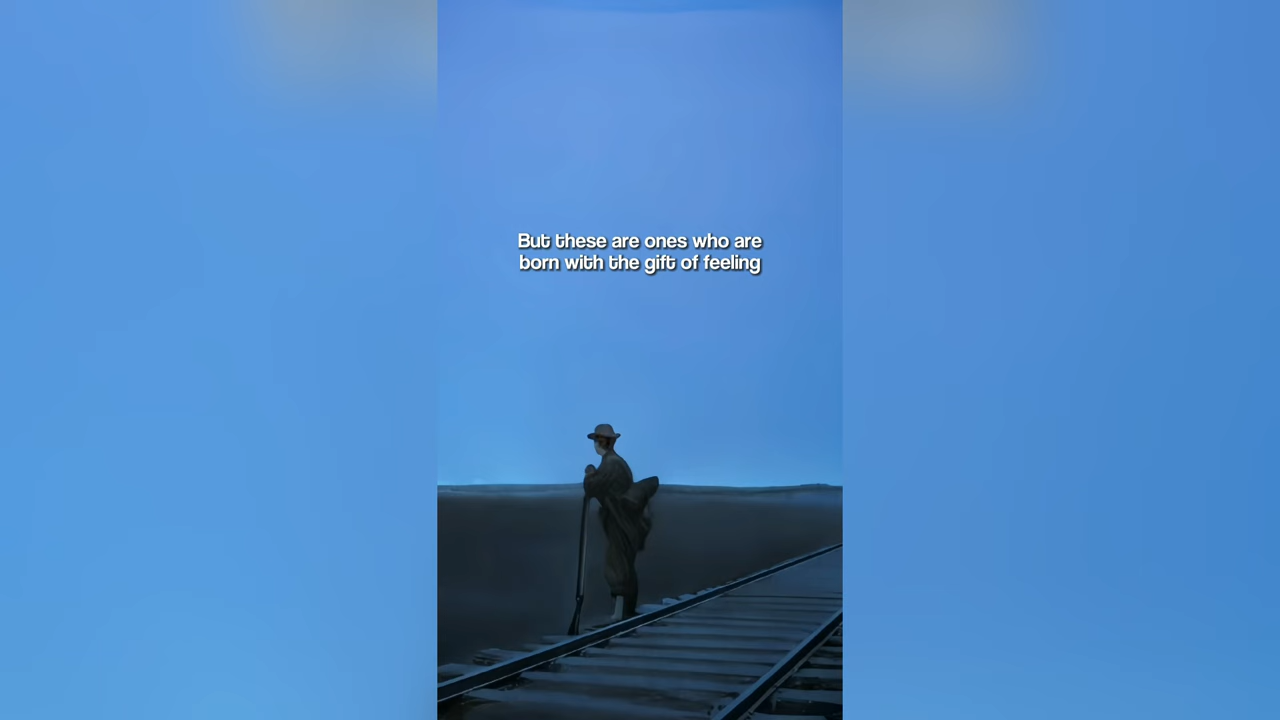 But these are ones who are
born with the gift of feeling